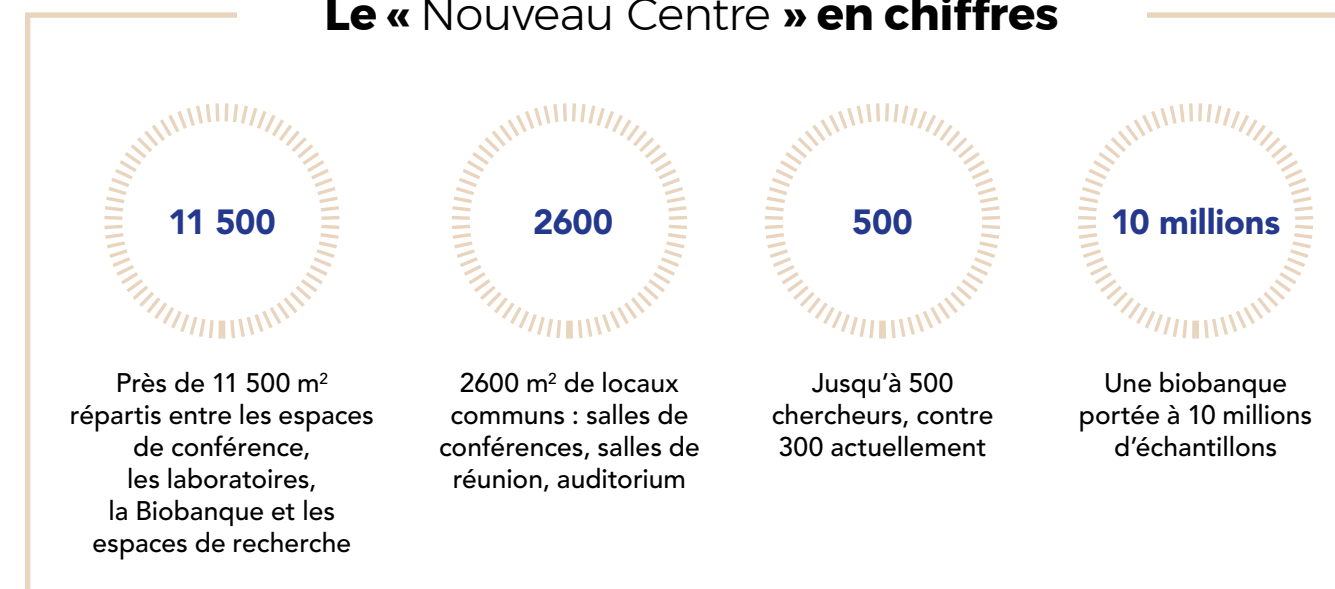 Le « Nouveau Centre » en chiffres
11 500
Près de 11 500 m²
répartis entre les espaces
de conférence,
les laboratoires,
la Biobanque et les
espaces de recherche
2600
2600 m² de locaux
communs : salles de
conférences, salles de
réunion, auditorium
500
Jusqu’à 500
chercheurs, contre
300 actuellement
10 millions
Une biobanque
portée à 10 millions
d’échantillons